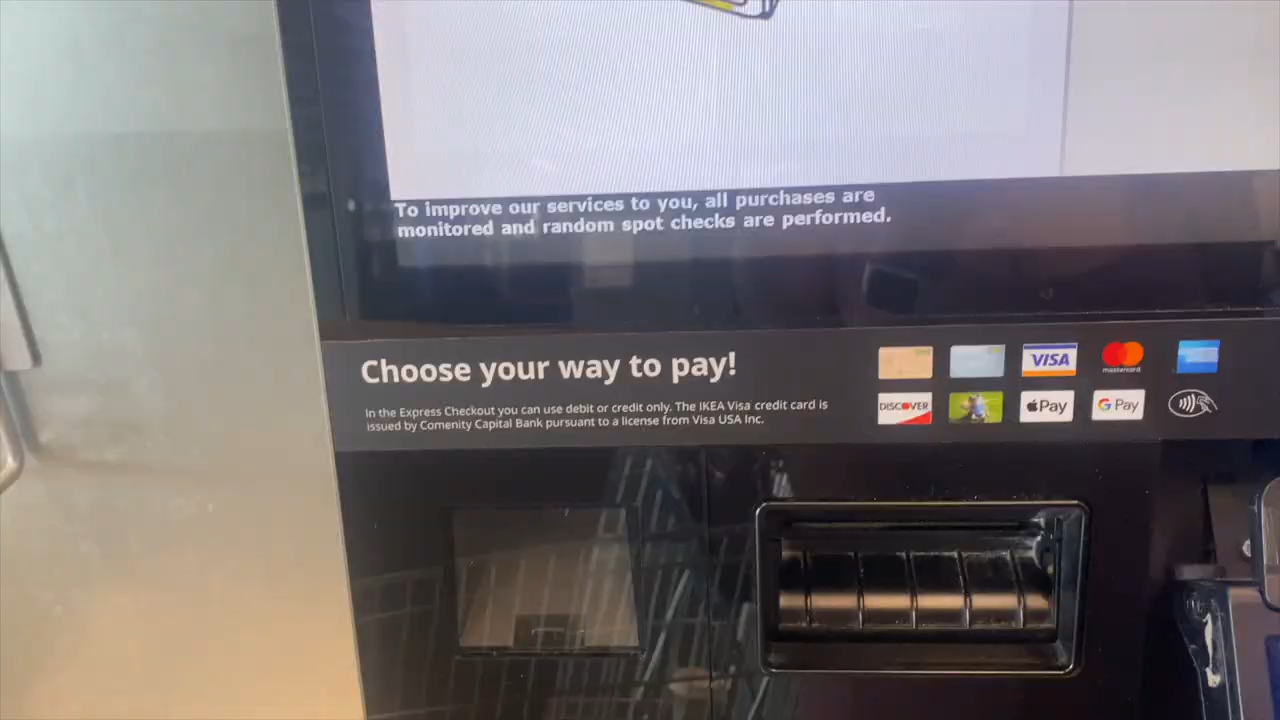 To improve our services to you, all purchases are
monitored and random spot checks are performed.
Choose your way to pay!
In the Express Checkout you can use debit or credit only. The IKEA Visa credit card is
issued by Comenity Capital Bank pursuant to a license from Visa USA Inc.
VISA
mastercard
DISCOVER
Pay
G Pay